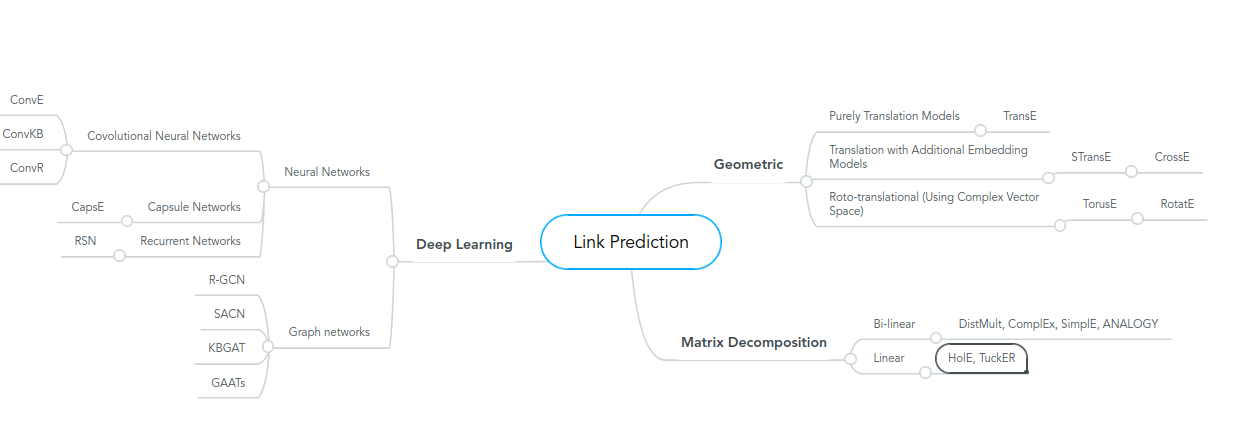 Link Prediction
Geometric
Purely Translation Models
TransE
Translation with Additional Embedding
Models
STransE
CrossE
Roto-translational (Using Complex Vector
Space)
TorusE
RotatE
Matrix Decomposition
Bi-linear
DistMult, ComplEx, SimplE, ANALOGY
Linear
HolE, TuckER
Deep Learning
Neural Networks
Covolutional Neural Networks
ConvE
ConvKB
ConvR
Capsule Networks
CapsE
Recurrent Networks
RSN
Graph networks
R-GCN
SACN
KBGAT
GAATs